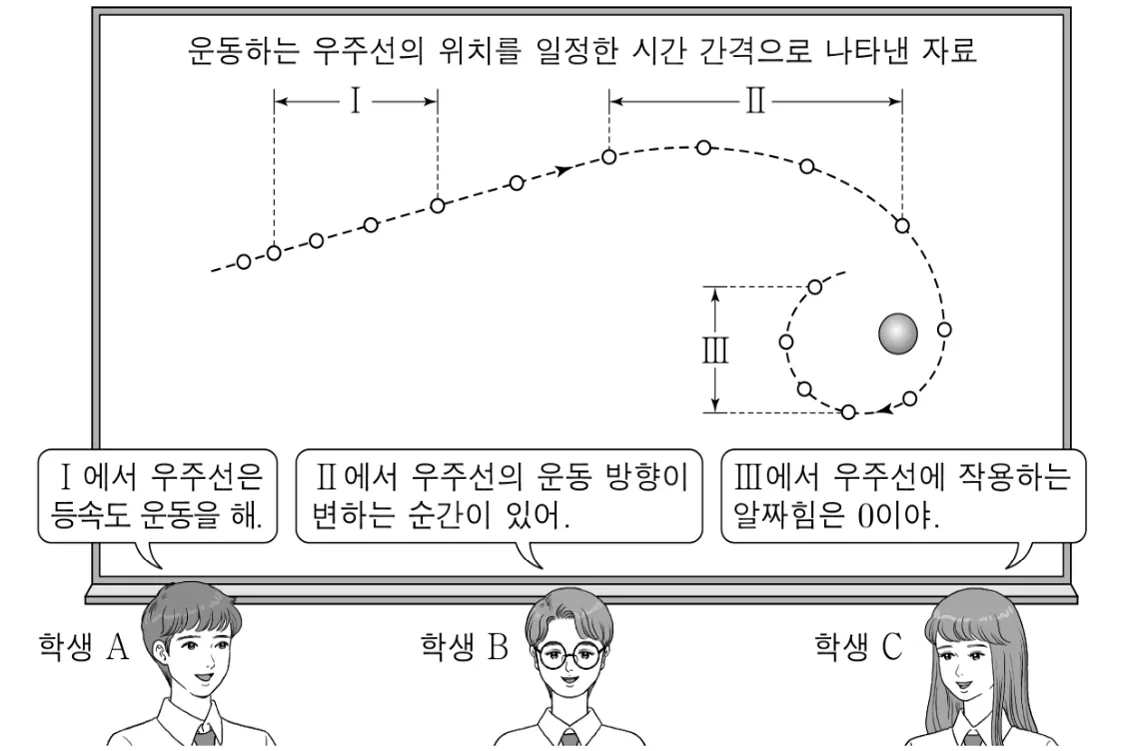 운동하는 우주선의 위치를 일정한 시간 간격으로 나타낸 자료
Ⅰ
Ⅱ
Ⅲ
Ⅰ에서 우주선은
등속도 운동을 해.
Ⅱ에서 우주선의 운동 방향이
변하는 순간이 있어.
Ⅲ에서 우주선에 작용하는
알짜힘은 0이야.
학생 A
학생 B
학생 C